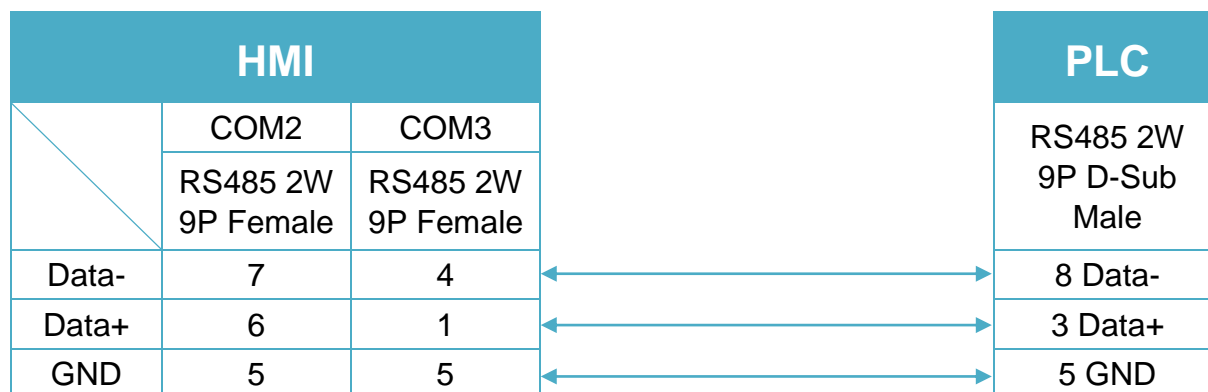 HMI
PLC
COM2 COM3
RS485 2W
9P Female
RS485 2W
9P Female
RS485 2W
9P D-Sub
Male
Data- 7 4 8 Data-
Data+ 6 1 3 Data+
GND 5 5 5 GND